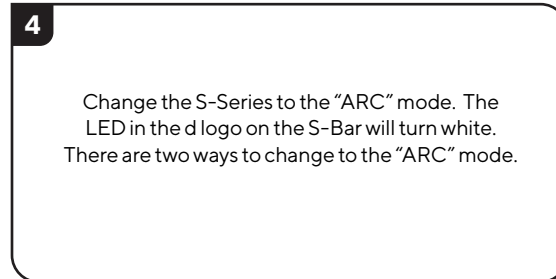 4
Change the S-Series to the “ARC” mode. The
LED in the d logo on the S-Bar will turn white.
There are two ways to change to the “ARC” mode.